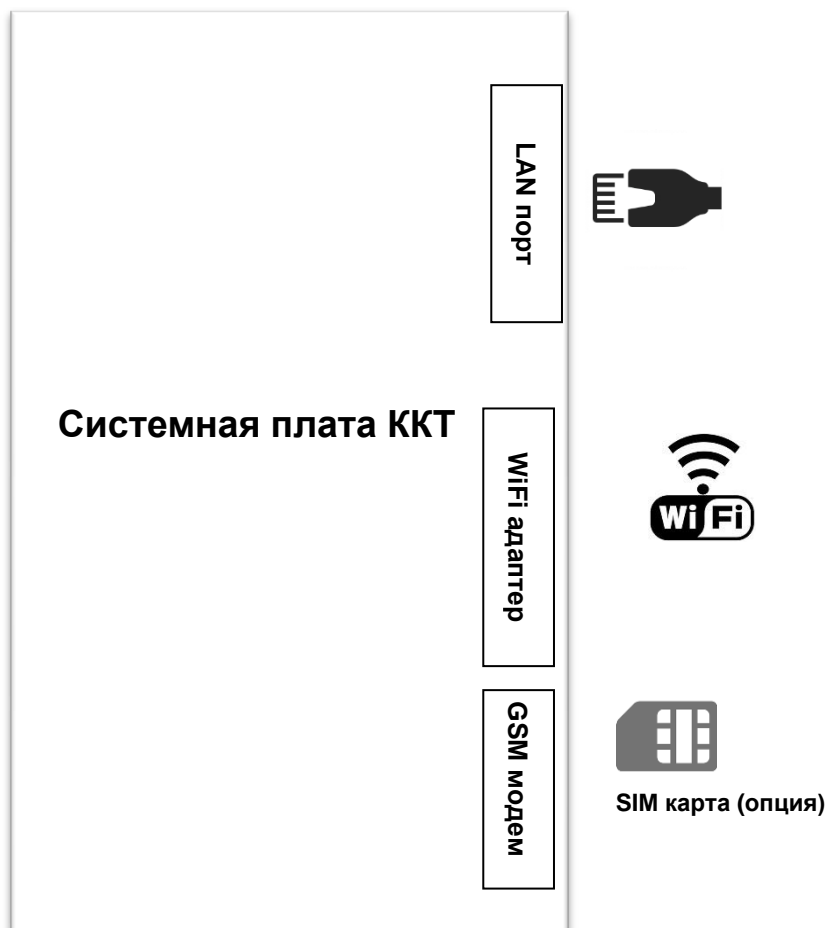 LAN порт
Системная плата ККТ
WiFi адаптер
Wi Fi
GSM модем
SIM карта (опция)